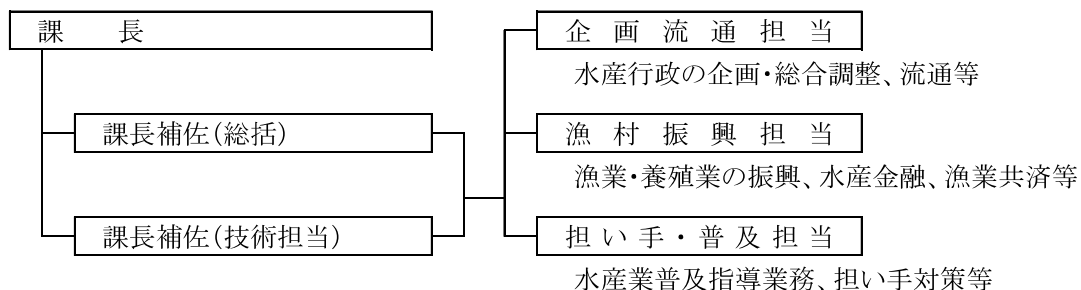 課長
企画流通担当
水産行政の企画・総合調整、流通等
課長補佐(総括)
漁村振興担当
漁業・養殖業の振興、水産金融、漁業共済等
課長補佐(技術担当)
担い手・普及担当
水産業普及指導業務、担い手対策等